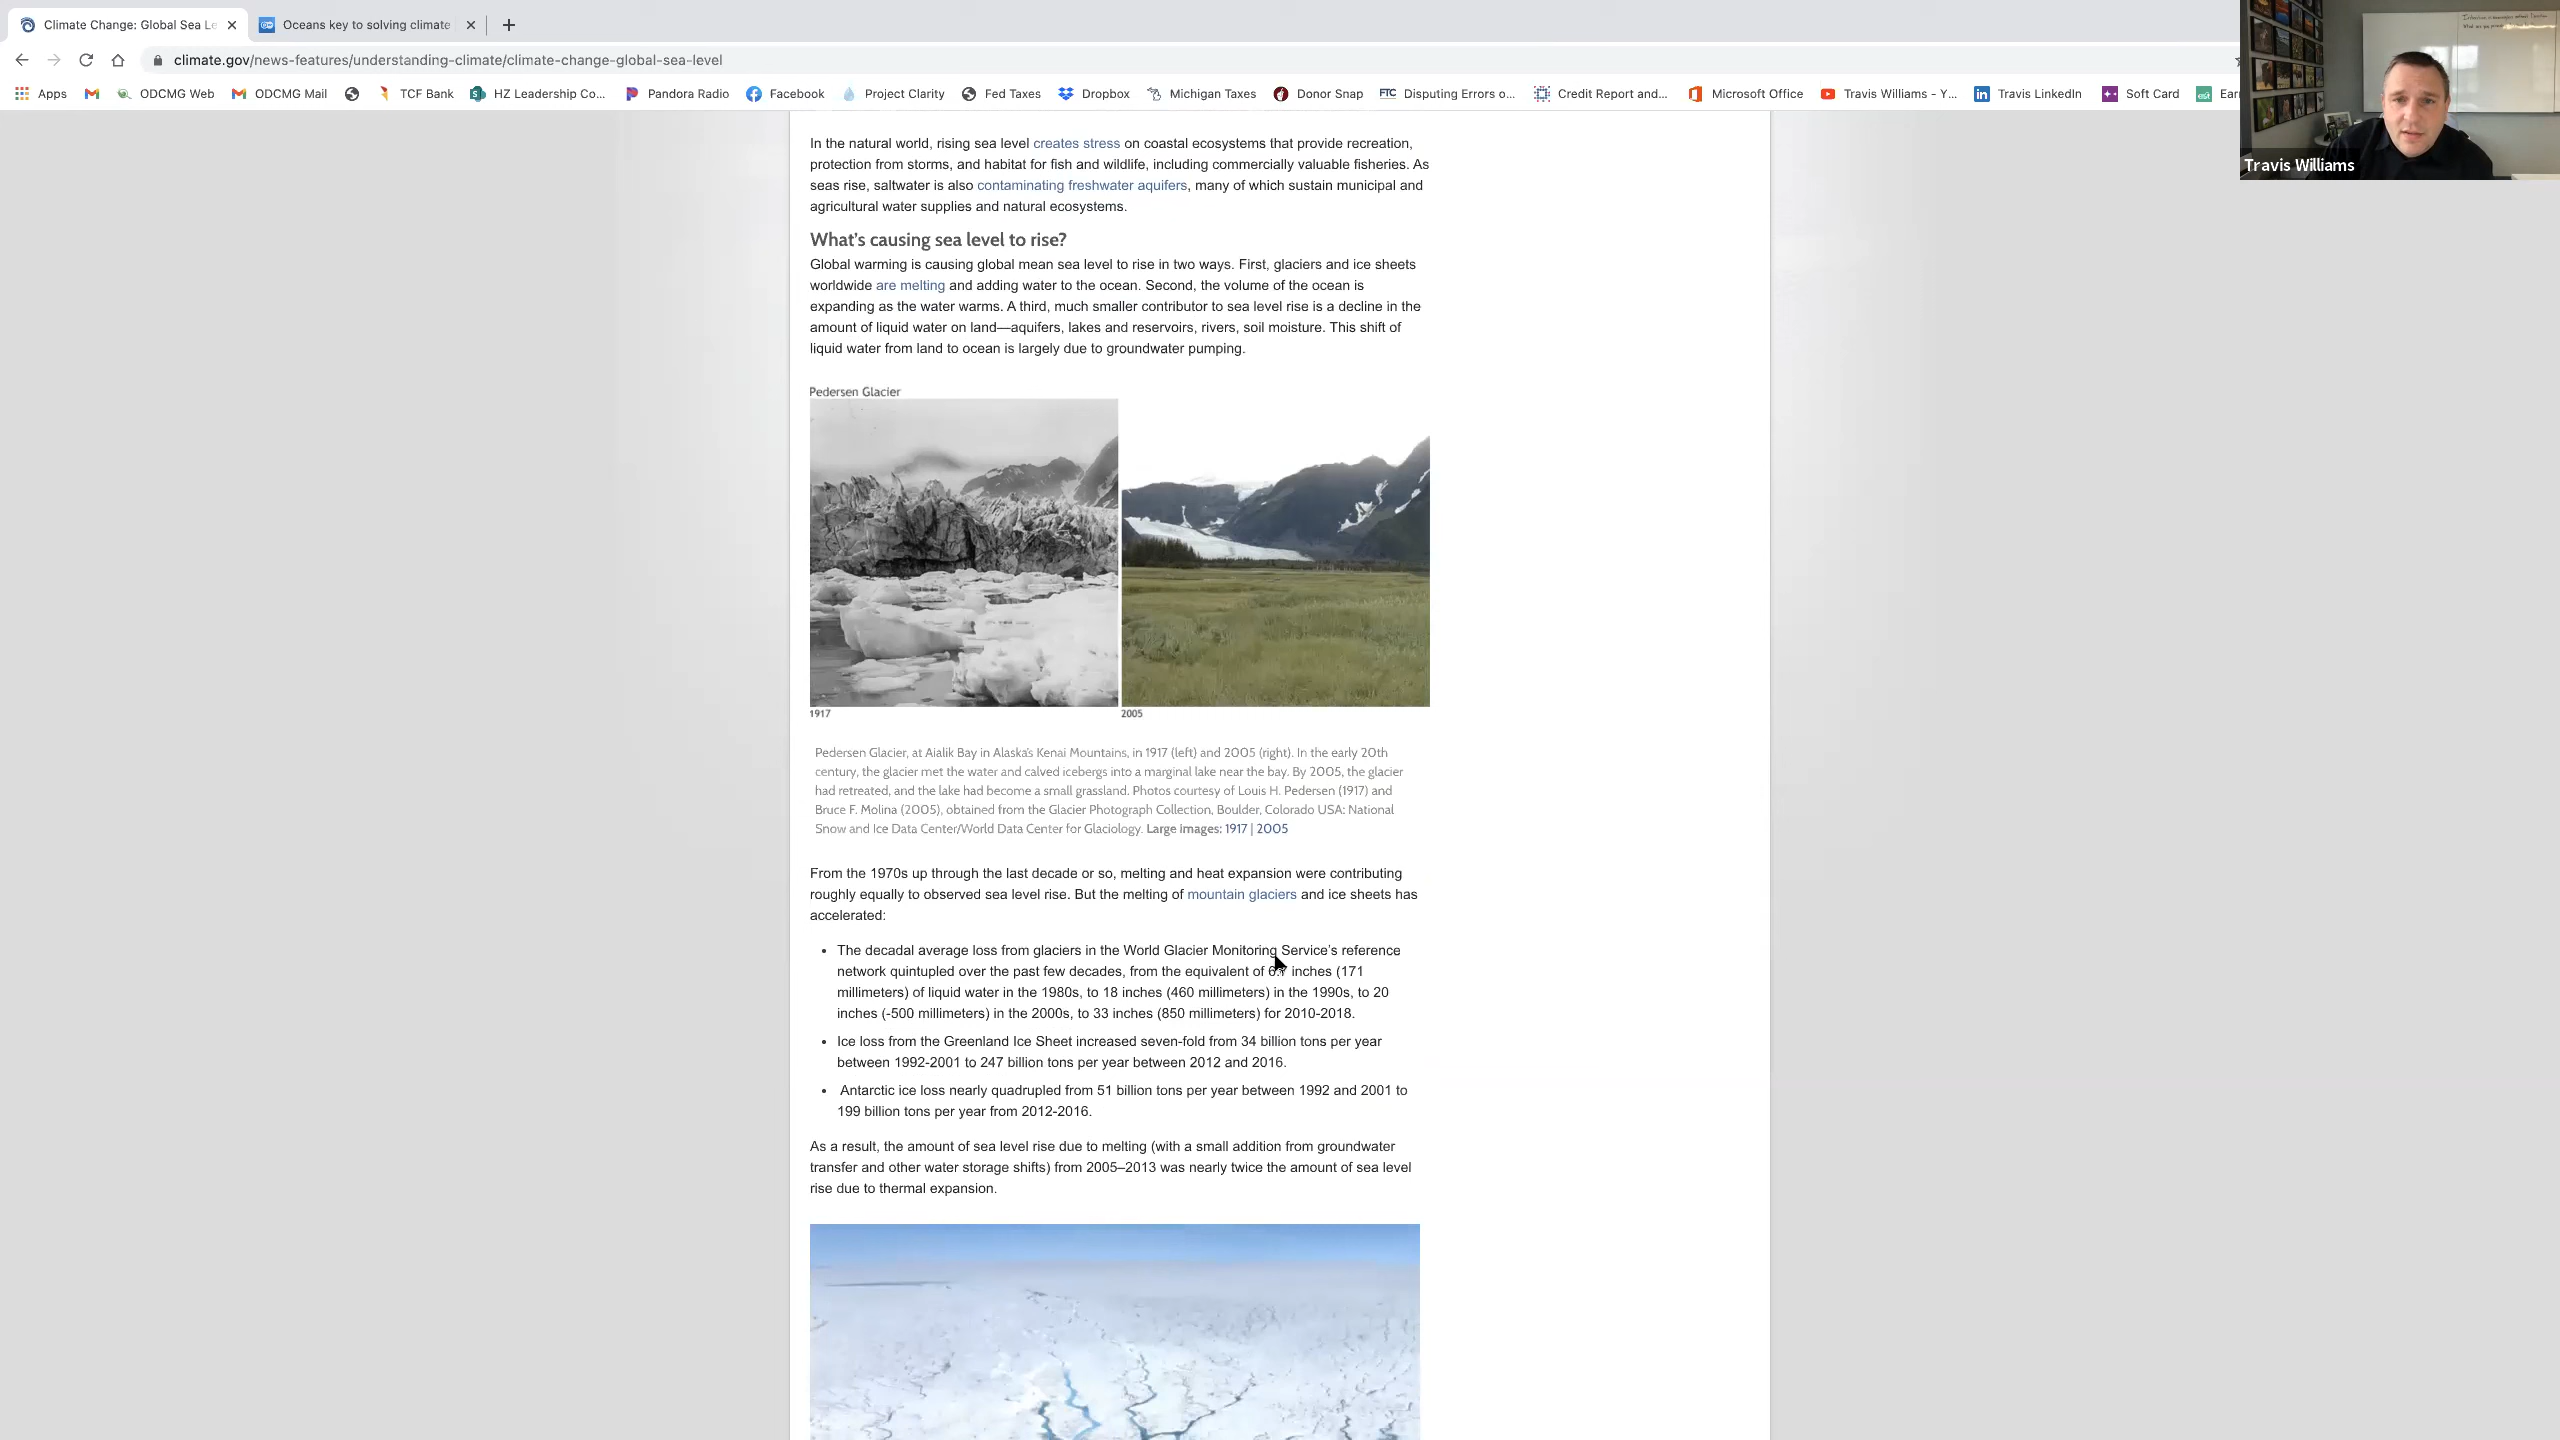 Climate Change: Global Sea Le
Oceans key to solving climate
climate.gov/news-features/understanding-climate/climate-change-global-sea-level
Apps
ODCMG Web
ODCMG Mail
TCF Bank
HZ Leadership Co...
Pandora Radio
Facebook
Project Clarity
Fed Taxes
Dropbox
Michigan Taxes
Donor Snap
FTC Disputing Errors o...
Credit Report and...
Microsoft Office
Travis Williams - Y...
Travis LinkedIn
Soft Card
Ear
Travis Williams
In the natural world, rising sea level creates stress on coastal ecosystems that provide recreation,
protection from storms, and habitat for fish and wildlife, including commercially valuable fisheries. As
seas rise, saltwater is also contaminating freshwater aquifers, many of which sustain municipal and
agricultural water supplies and natural ecosystems.
What's causing sea level to rise?
Global warming is causing global mean sea level to rise in two ways. First, glaciers and ice sheets
worldwide are melting and adding water to the ocean. Second, the volume of the ocean is
expanding as the water warms. A third, much smaller contributor to sea level rise is a decline in the
amount of liquid water on land—aquifers, lakes and reservoirs, rivers, soil moisture. This shift of
liquid water from land to ocean is largely due to groundwater pumping.
Pedersen Glacier
1917
2005
Pedersen Glacier, at Aialik Bay in Alaska's Kenai Mountains, in 1917 (left) and 2005 (right). In the early 20th
century, the glacier met the water and calved icebergs into a marginal lake near the bay. By 2005, the glacier
had retreated, and the lake had become a small grassland. Photos courtesy of Louis H. Pedersen (1917) and
Bruce F. Molina (2005), obtained from the Glacier Photograph Collection, Boulder, Colorado USA: National
Snow and Ice Data Center/World Data Center for Glaciology. Large images: 1917 | 2005
From the 1970s up through the last decade or so, melting and heat expansion were contributing
roughly equally to observed sea level rise. But the melting of mountain glaciers and ice sheets has
accelerated:
• The decadal average loss from glaciers in the World Glacier Monitoring Service's reference
network quintupled over the past few decades, from the equivalent of inches (171
millimeters) of liquid water in the 1980s, to 18 inches (460 millimeters) in the 1990s, to 20
inches (-500 millimeters) in the 2000s, to 33 inches (850 millimeters) for 2010-2018.
• Ice loss from the Greenland Ice Sheet increased seven-fold from 34 billion tons per year
between 1992-2001 to 247 billion tons per year between 2012 and 2016.
• Antarctic ice loss nearly quadrupled from 51 billion tons per year between 1992 and 2001 to
199 billion tons per year from 2012-2016.
As a result, the amount of sea level rise due to melting (with a small addition from groundwater
transfer and other water storage shifts) from 2005–2013 was nearly twice the amount of sea level
rise due to thermal expansion.